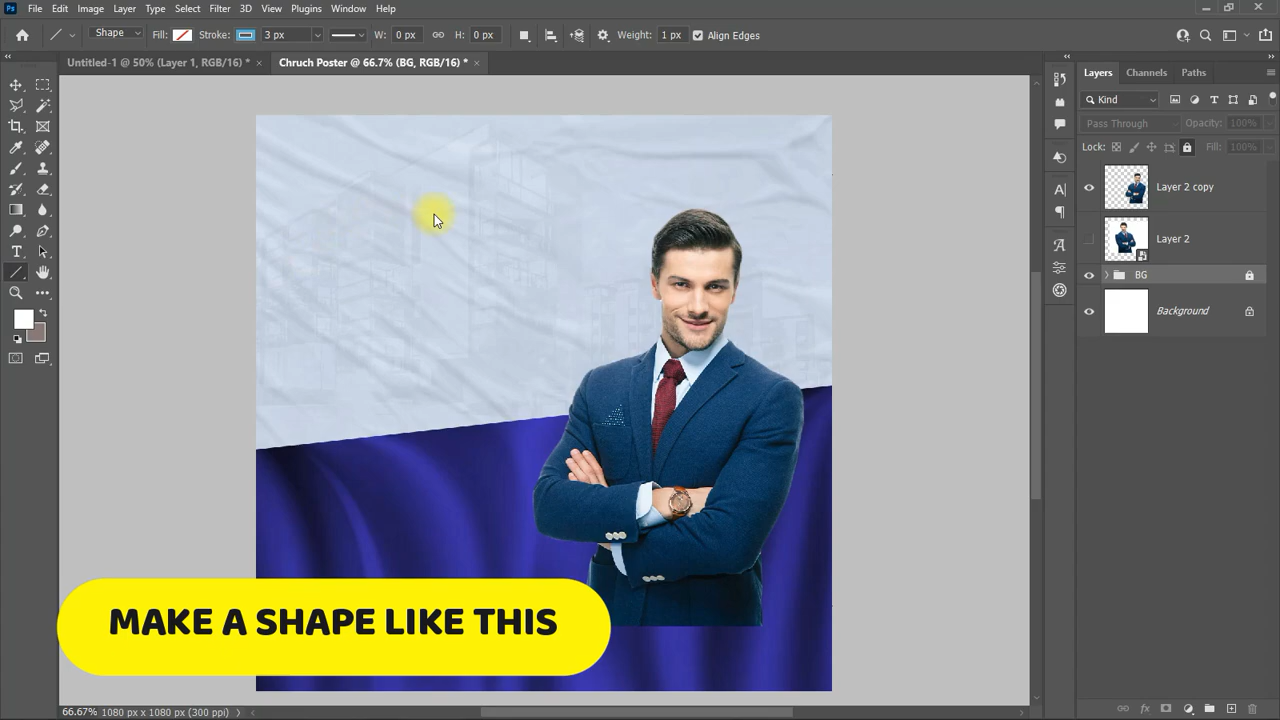 Ps File Edit Image Layer Type Select Filter 3D View Plugins Window Help
Shape Fill: Stroke: 3 px W: 0 px H: 0 px Weight: 1 px Align Edges
Untitled-1 @ 50% (Layer 1, RGB/16) * × Chruch Poster @ 66.7% (BG, RGB/16) * ×
Layers Channels Paths
Kind
Pass Through Opacity: 100%
Lock: Fill: 100%
Layer 2 copy
Layer 2
BG
Background
MAKE A SHAPE LIKE THIS
66.67% 1080 px x 1080 px (300 ppi)